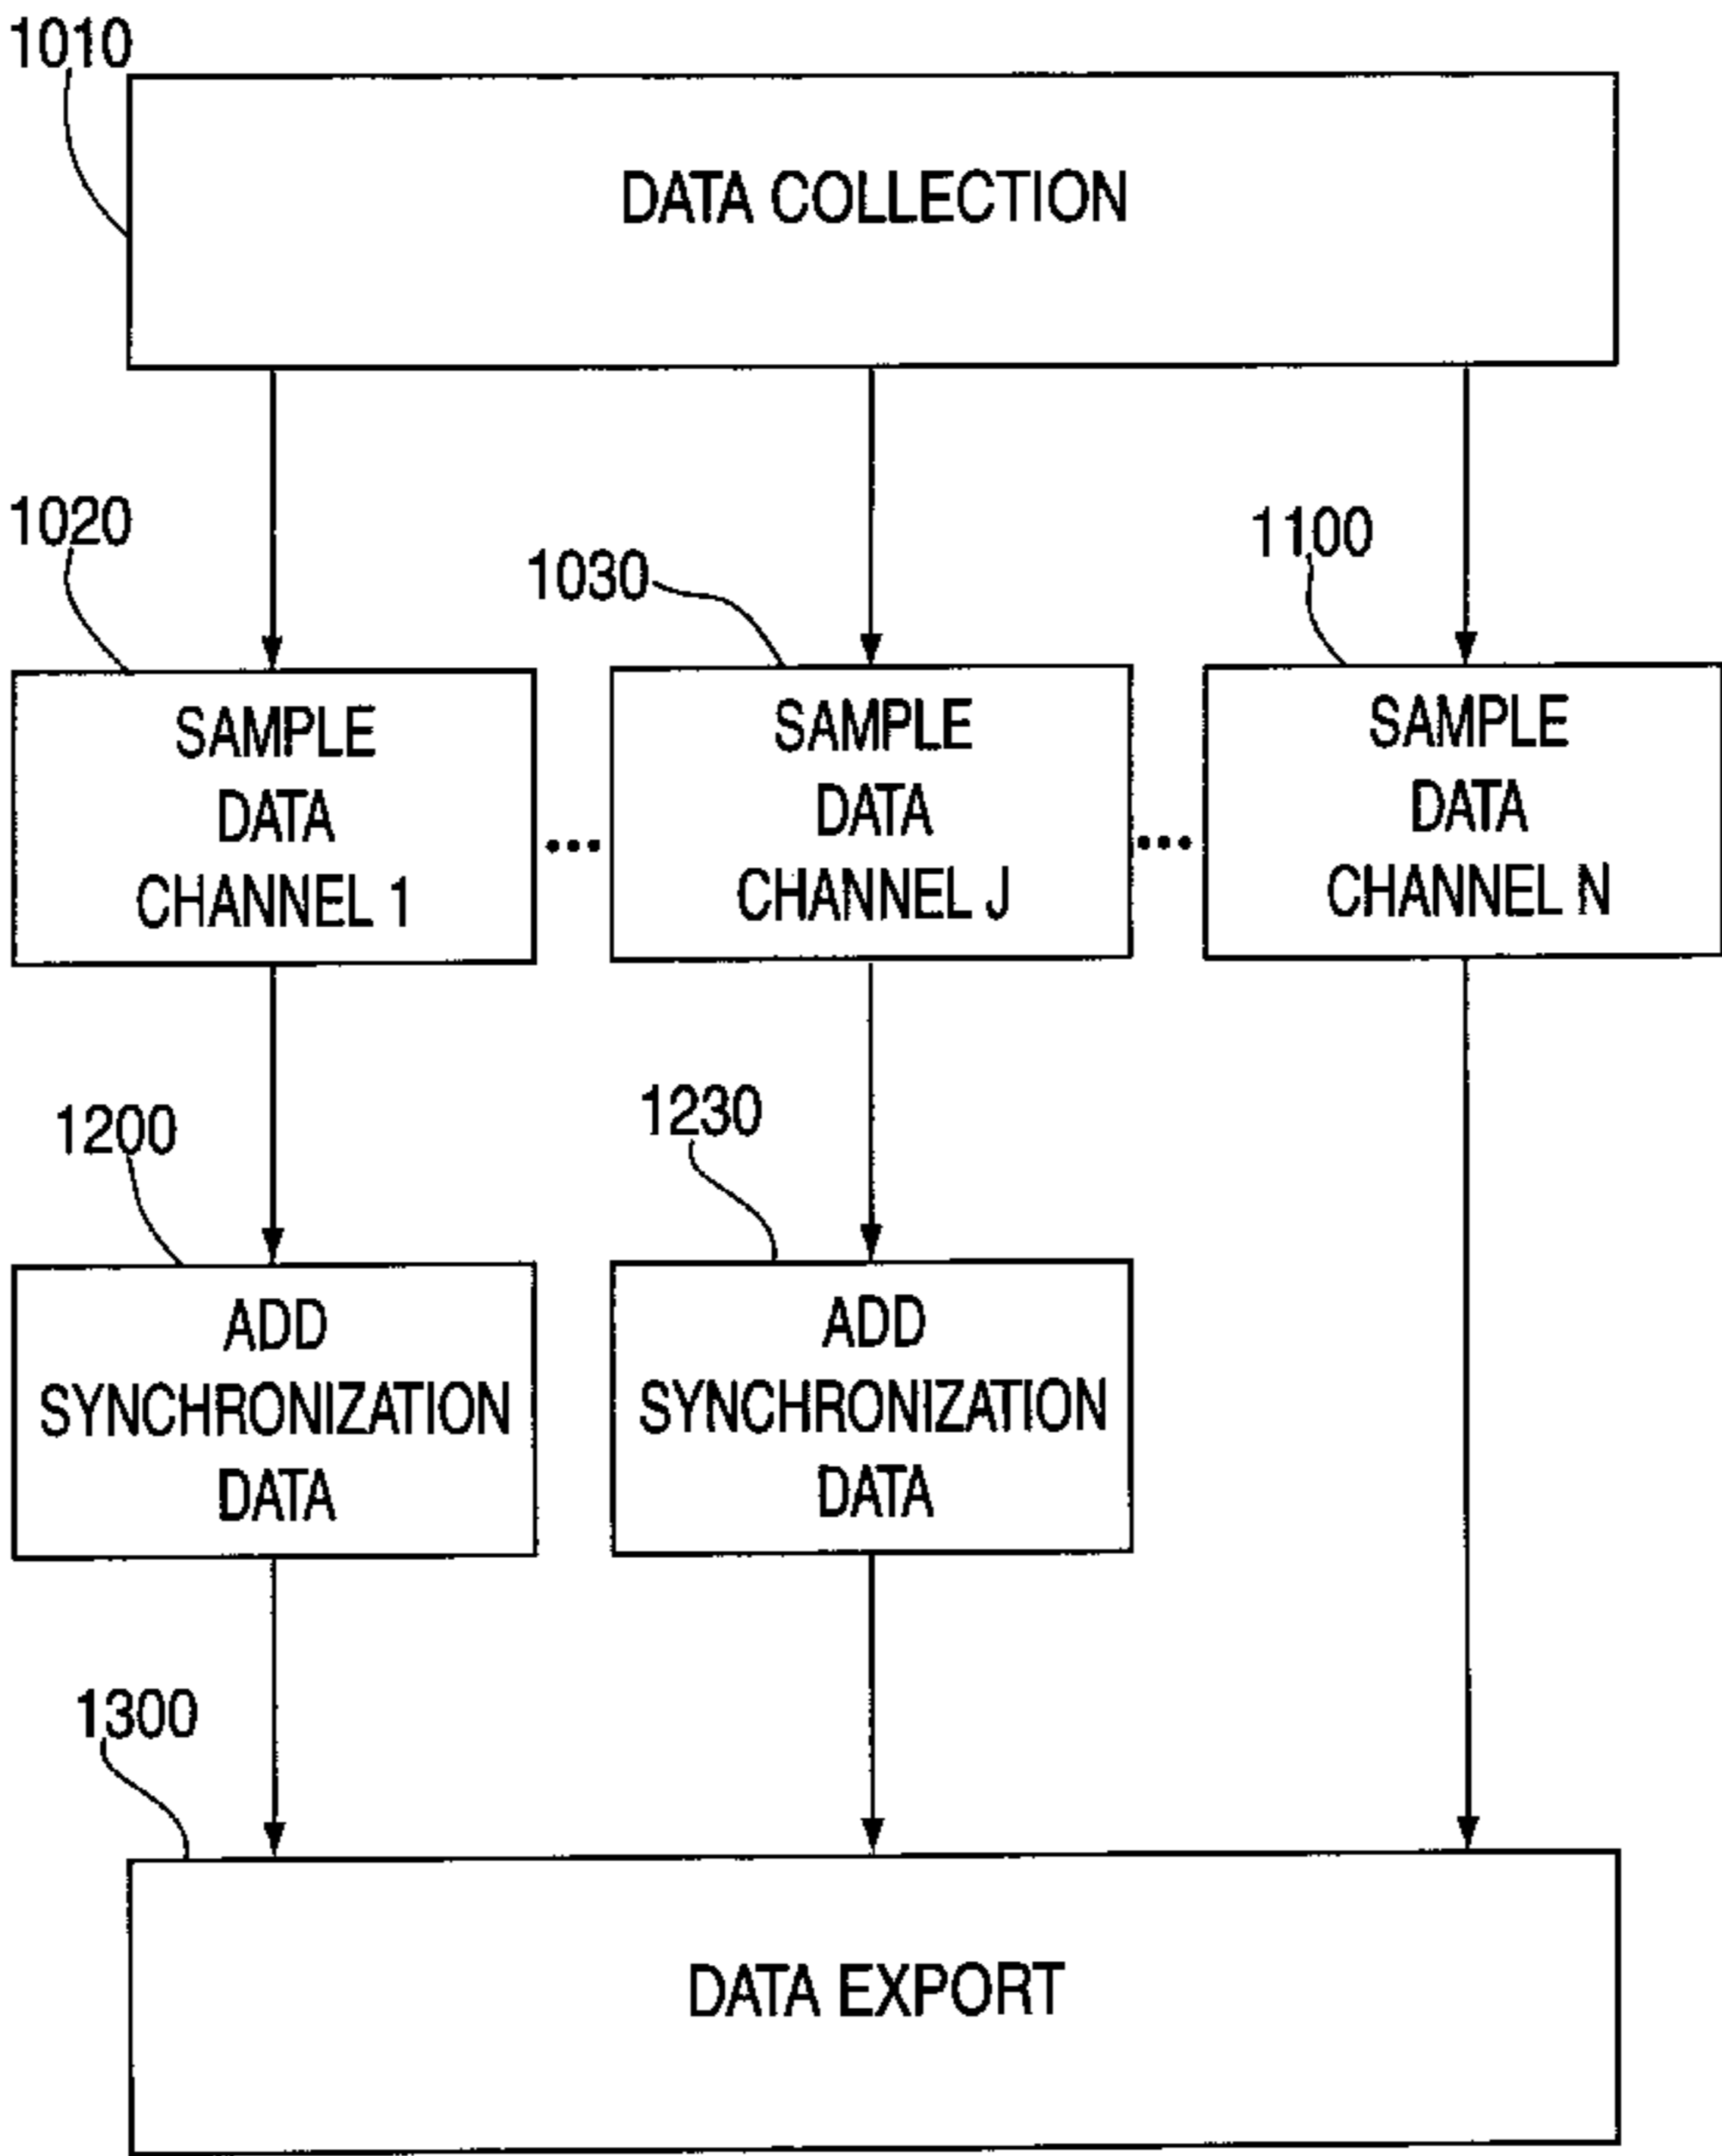 1010
DATA COLLECTION
1020
1030
1100
SAMPLE
DATA
CHANNEL 1
SAMPLE
DATA
CHANNEL J
SAMPLE
DATA
CHANNEL N
1200
1230
ADD
SYNCHRONIZATION
DATA
ADD
SYNCHRONIZATION
DATA
1300
DATA EXPORT